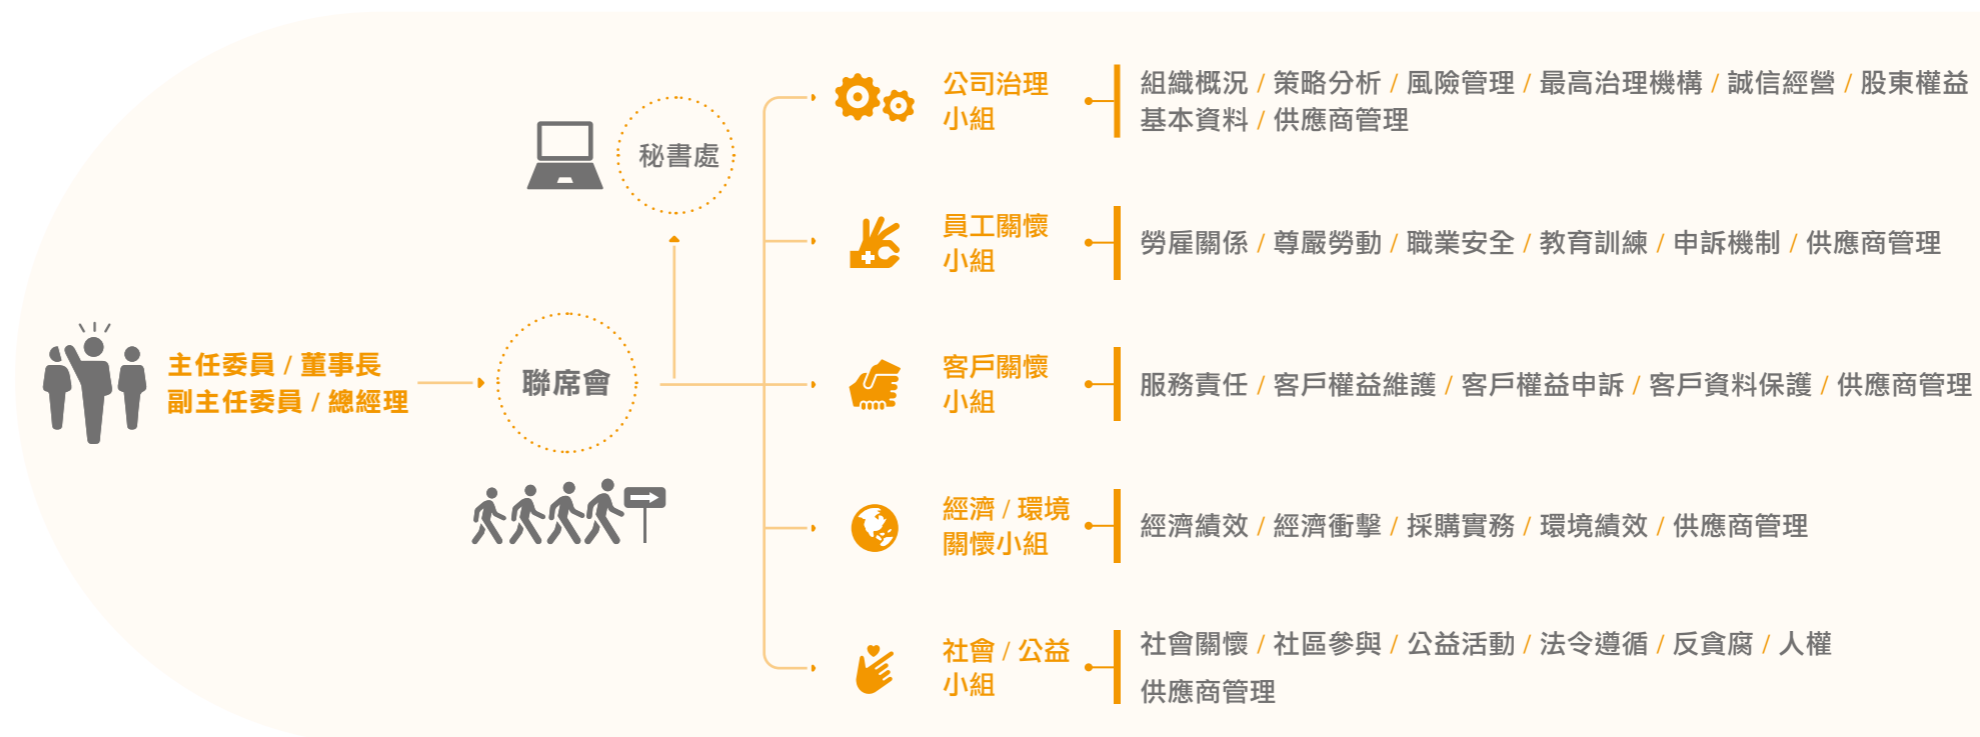 主任委員 / 董事長
副主任委員 / 總經理
聯席會
秘書處
公司治理
小組
組織概況 / 策略分析 / 風險管理 / 最高治理機構 / 誠信經營 / 股東權益
基本資料 / 供應商管理
員工關懷
小組
勞雇關係 / 尊嚴勞動 / 職業安全 / 教育訓練 / 申訴機制 / 供應商管理
客戶關懷
小組
服務責任 / 客戶權益維護 / 客戶權益申訴 / 客戶資料保護 / 供應商管理
經濟 / 環境
關懷小組
經濟績效 / 經濟衝擊 / 採購實務 / 環境績效 / 供應商管理
社會 / 公益
小組
社會關懷 / 社區參與 / 公益活動 / 法令遵循 / 反貪腐 / 人權
供應商管理